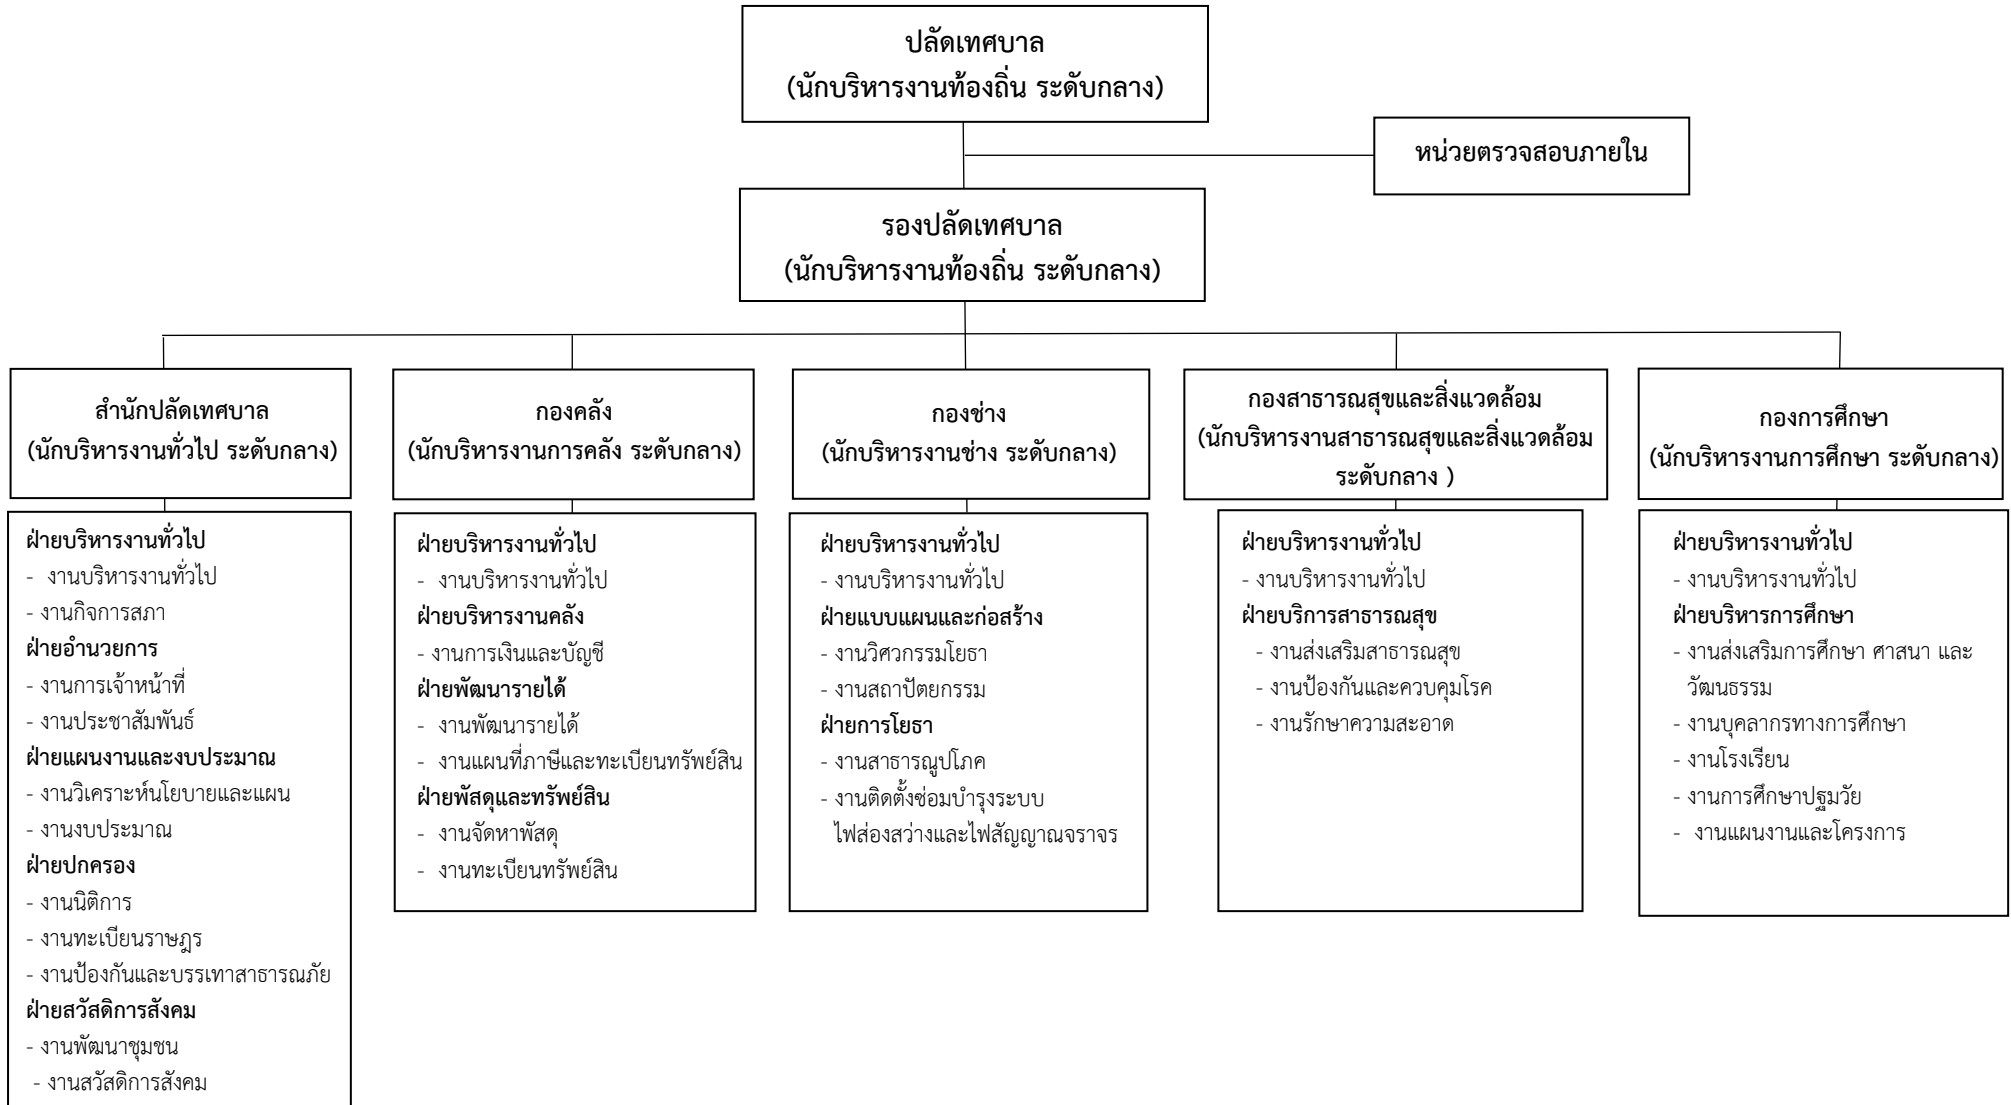 ปลัดเทศบาล
(นักบริหารงานท้องถิ่น ระดับกลาง)
หน่วยตรวจสอบภายใน
รองปลัดเทศบาล
(นักบริหารงานท้องถิ่น ระดับกลาง)
สำนักปลัดเทศบาล
(นักบริหารงานทั่วไป ระดับกลาง)
กองคลัง
(นักบริหารงานการคลัง ระดับกลาง)
กองช่าง
(นักบริหารงานช่าง ระดับกลาง)
กองสาธารณสุขและสิ่งแวดล้อม
(นักบริหารงานสาธารณสุขและสิ่งแวดล้อม
ระดับกลาง )
กองการศึกษา
(นักบริหารงานการศึกษา ระดับกลาง)
ฝ่ายบริหารงานทั่วไป
- งานบริหารงานทั่วไป
- งานกิจการสภา
ฝ่ายอำนวยการ
- งานการเจ้าหน้าที่
- งานประชาสัมพันธ์
ฝ่ายแผนงานและงบประมาณ
- งานวิเคราะห์นโยบายและแผน
- งานงบประมาณ
ฝ่ายปกครอง
- งานนิติการ
- งานทะเบียนราษฎร
- งานป้องกันและบรรเทาสาธารณภัย
ฝ่ายสวัสดิการสังคม
- งานพัฒนาชุมชน
- งานสวัสดิการสังคม
ฝ่ายบริหารงานทั่วไป
- งานบริหารงานทั่วไป
ฝ่ายบริหารงานคลัง
- งานการเงินและบัญชี
ฝ่ายพัฒนารายได้
- งานพัฒนารายได้
- งานแผนที่ภาษีและทะเบียนทรัพย์สิน
ฝ่ายพัสดุและทรัพย์สิน
- งานจัดหาพัสดุ
- งานทะเบียนทรัพย์สิน
ฝ่ายบริหารงานทั่วไป
- งานบริหารงานทั่วไป
ฝ่ายแบบแผนและก่อสร้าง
- งานวิศวกรรมโยธา
- งานสถาปัตยกรรม
ฝ่ายการโยธา
- งานสาธารณูปโภค
- งานติดตั้งซ่อมบำรุงระบบ
ไฟส่องสว่างและไฟสัญญาณจราจร
ฝ่ายบริหารงานทั่วไป
- งานบริหารงานทั่วไป
ฝ่ายบริการสาธารณสุข
- งานส่งเสริมสาธารณสุข
- งานป้องกันและควบคุมโรค
- งานรักษาความสะอาด
ฝ่ายบริหารงานทั่วไป
- งานบริหารงานทั่วไป
ฝ่ายบริหารการศึกษา
- งานส่งเสริมการศึกษา ศาสนา และ
วัฒนธรรม
- งานบุคลากรทางการศึกษา
- งานโรงเรียน
- งานการศึกษาปฐมวัย
- งานแผนงานและโครงการ